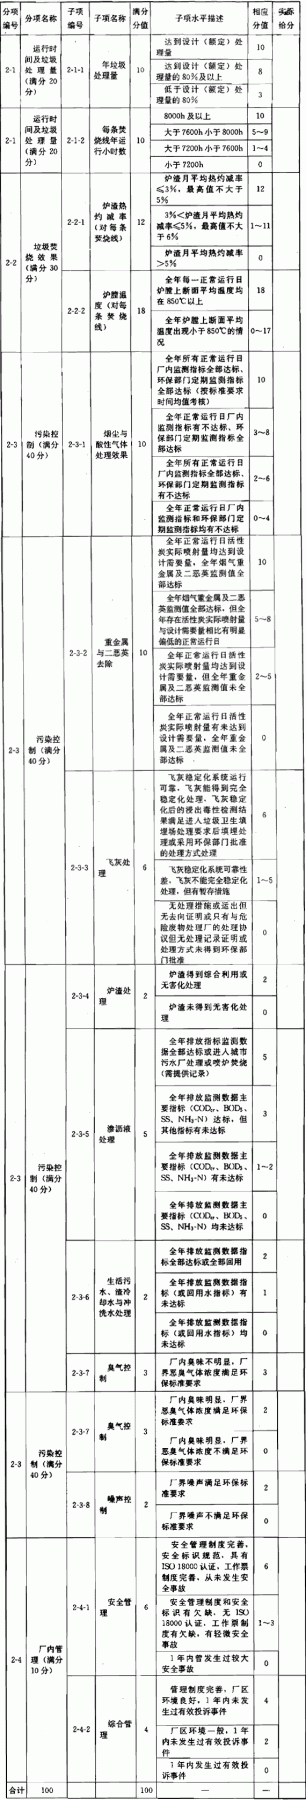 分项编号 分项名称 子项编号 子项名称 满分分值 子项水平描述 相应分值 实际给分
2-1 运行时间及垃圾处理量(满分20分) 2-1-1 年垃圾处理量 10 达到设计(额定)处理量 10
达到设计(额定)处理量的80%及以上 8
低于设计(额定)处理量的80% 3
2-1 运行时间及垃圾处理量(满分20分) 2-1-2 每条焚烧线年运行小时数 10 8000h及以上 10
大于7600h小于8000h 5~9
大于7200h小于7600h 1~4
小于7200h 0
2-2 垃圾焚烧效果(满分30分) 2-2-1 炉渣热灼减率(对每条焚烧线) 12 炉渣月平均热灼减率≤3%,最高值不大于5% 12
3%<炉渣月平均热灼减率≤5%,最高值不大于6% 1~11
炉渣月平均热灼减率>5% 0
2-2-2 炉膛温度(对每条焚烧线) 18 全年每一正常运行日炉膛上断面平均温度均在850℃以上 18
全年炉膛上断面平均温度出现小于850℃的情况 0~17
2-3 污染控制(满分40分) 2-3-1 烟尘与酸性气体处理效果 10 全年所有正常运行日厂内监测指标全部达标、环保部门定期监测指标全部达标(按标准要求时间均值考核) 10
全年正常运行日厂内监测指标有不达标、环保部门定期监测指标全部达标 3~8
全年所有正常运行日厂内监测指标全部达标、环保部门定期监测指标有不达标 2~6
全年正常运行日厂内监测指标和环保部门定期监测指标均有不达标 0~4
2-3 污染控制(满分40分) 2-3-2 重金属与二恶英去除 10 全年正常运行日活性炭实际喷射量均达到设计需要量,全年烟气重金属及二恶英监测值全部达标 10
全年烟气重金属及二恶英监测值全部达标,但全年存在活性炭实际喷射量与设计需要量相比有明显偏低的正常运行日 5~8
全年正常运行日活性炭实际喷射量均达到设计需要量,但全年重金属及二恶英监测值未全部达标 2~5
全年正常运行日活性炭实际喷射量有未达到设计需要量,全年重金属及二恶英监测值未全部达标 0
2-3-3 飞灰处理 6 飞灰稳定化系统运行可靠,飞灰能得到完全稳定化处理,飞灰稳定化后的浸出毒性检测结果满足进入垃圾卫生填埋场处理要求后填埋处理或采用环保部门批准的处理方式处理 6
飞灰稳定化系统可靠性差,飞灰不能完全稳定化处理,但有暂存措施 1~5
无处理措施或运出但无去向证明或只有与危险废物处理厂的处理协议但无处理记录证明或处理方式未得到环保部门批准 0
2-3 污染控制(满分40分) 2-3-4 炉渣处理 2 炉渣得到综合利用或无害化处理 2
炉渣未得到无害化处理 0
2-3-5 渗沥液处理 5 全年排放指标监测数据全部达标或进入城市污水厂处理或喷炉焚烧(需提供记录) 5
全年排放监测数据主要指标(CODcr、BOD5、SS、NH3-N)达标,但其他指标有未达标 3
全年排放监测数据主要指标(CODcr、BOD5、SS、NH3-N)有未达标 1~2
全年排放监测数据主要指标(CODcr、BOD5、SS、NH3-N)均未达标 0
2-3-6 生活污水、渣冷却水与冲洗水处理 2 全年排放监测数据指标全部达标或全部回用 2
全年排放监测数据指标(或回用水指标)有未达标 1
全年排放监测数据指标(或回用水指标)均未达标 0
2-3-7 臭气控制 3 厂内臭味不明显,厂界恶臭气体浓度满足环保标准要求 3
2-3 污染控制(满分40分) 2-3-7 臭气控制 3 厂内臭味明显,厂界恶臭气体浓度满足环保标准要求 2
厂内臭味明显,厂界恶臭气体浓度不满足环保标准要求 0
2-3-8 噪声控制 2 厂界噪声满足环保标准要求 2
厂界噪声不满足环保标准要求 0
2-4 厂内管理(满分10分) 2-4-1 安全管理 6 安全管理制度完善,安全标识规范,具有ISO 18000认证,工作票制度完善,从未发生安全事故 6
安全管理制度和安全标识有欠缺,无ISO 18000认证,工作票制度有欠缺,有轻微安全事故 1~3
1年内曾发生过较大安全事故 0
2-4-2 综合管理 4 管理制度完善,厂区环境良好,1年内未发生过有效投诉事件 4
厂区环境一般,1年内未发生过有效投诉事件 2
1年内发生过有效投诉事件 0
合计 100 100 — —